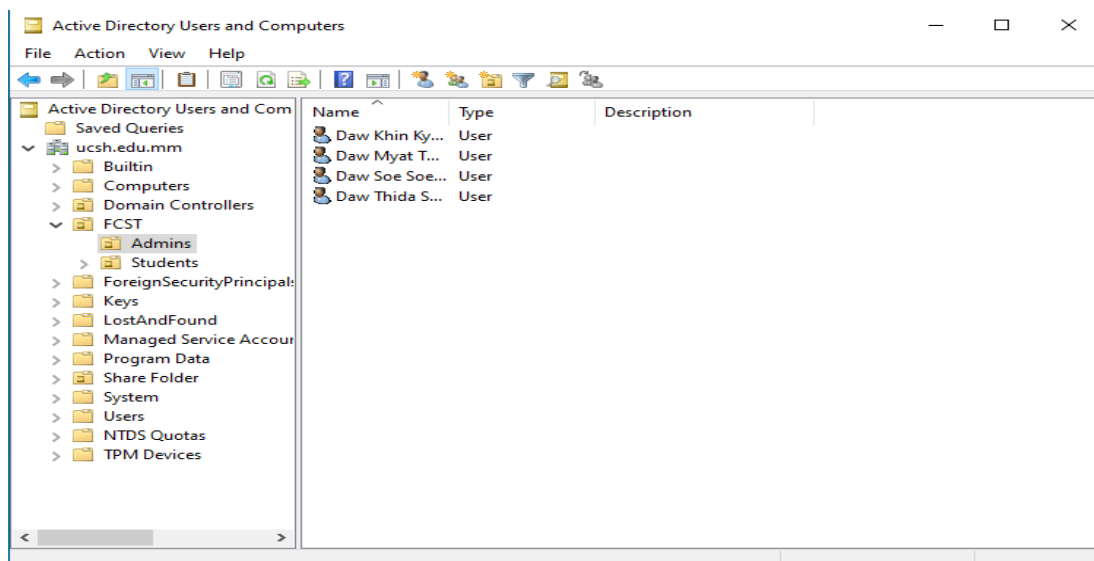 Active Directory Users and Computers
File Action View Help
Active Directory Users and Com
Saved Queries
ucsh.edu.mm
Builtin
Computers
Domain Controllers
FCST
Admins
Students
ForeignSecurityPrincipals
Keys
LostAndFound
Managed Service Accour
Program Data
Share Folder
System
Users
NTDS Quotas
TPM Devices
Name Type Description
Daw Khin Ky... User
Daw Myat T... User
Daw Soe Soe... User
Daw Thida S... User